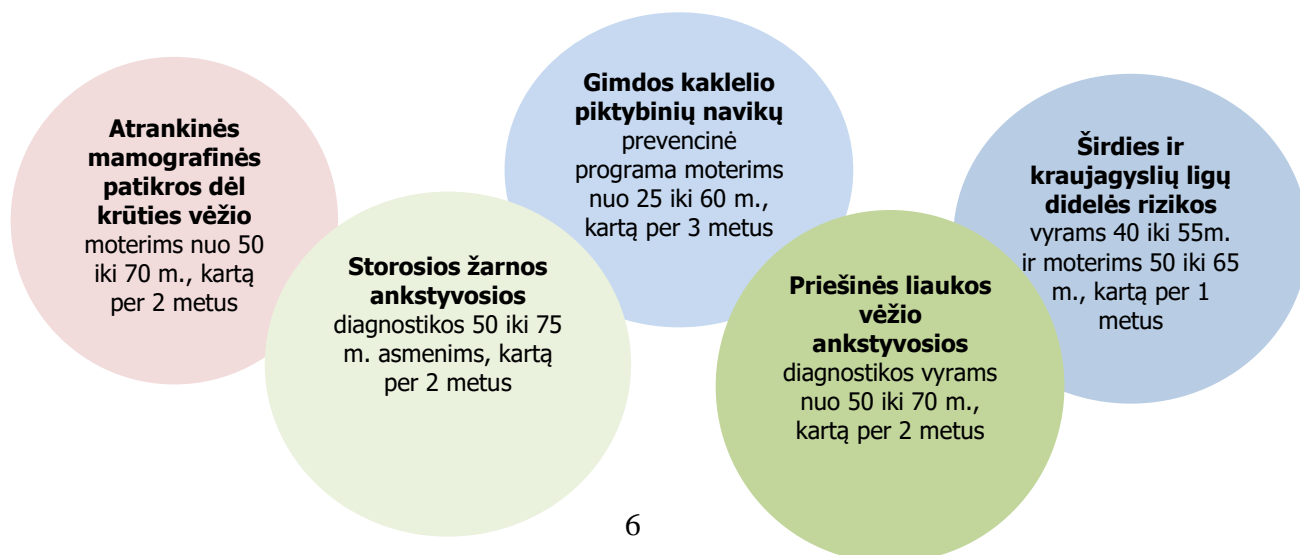 Atrankinės
mamografinės
patikros dėl
krūties vėžio
moterims nuo 50
iki 70 m., kartą
per 2 metus
Storosios žarnos
ankstyvosios
diagnostikos 50 iki 75
m. asmenims, kartą
per 2 metus
Gimdos kaklelio
piktybinių navikų
prevencinė
programa moterims
nuo 25 iki 60 m.,
kartą per 3 metus
Priešinės liaukos
vėžio
ankstyvosios
diagnostikos vyrams
nuo 50 iki 70 m.,
kartą per 2 metus
Širdies ir
kraujagyslių ligų
didelės rizikos
vyrams 40 iki 55m.
ir moterims 50 iki 65
m., kartą per 1
metus
6